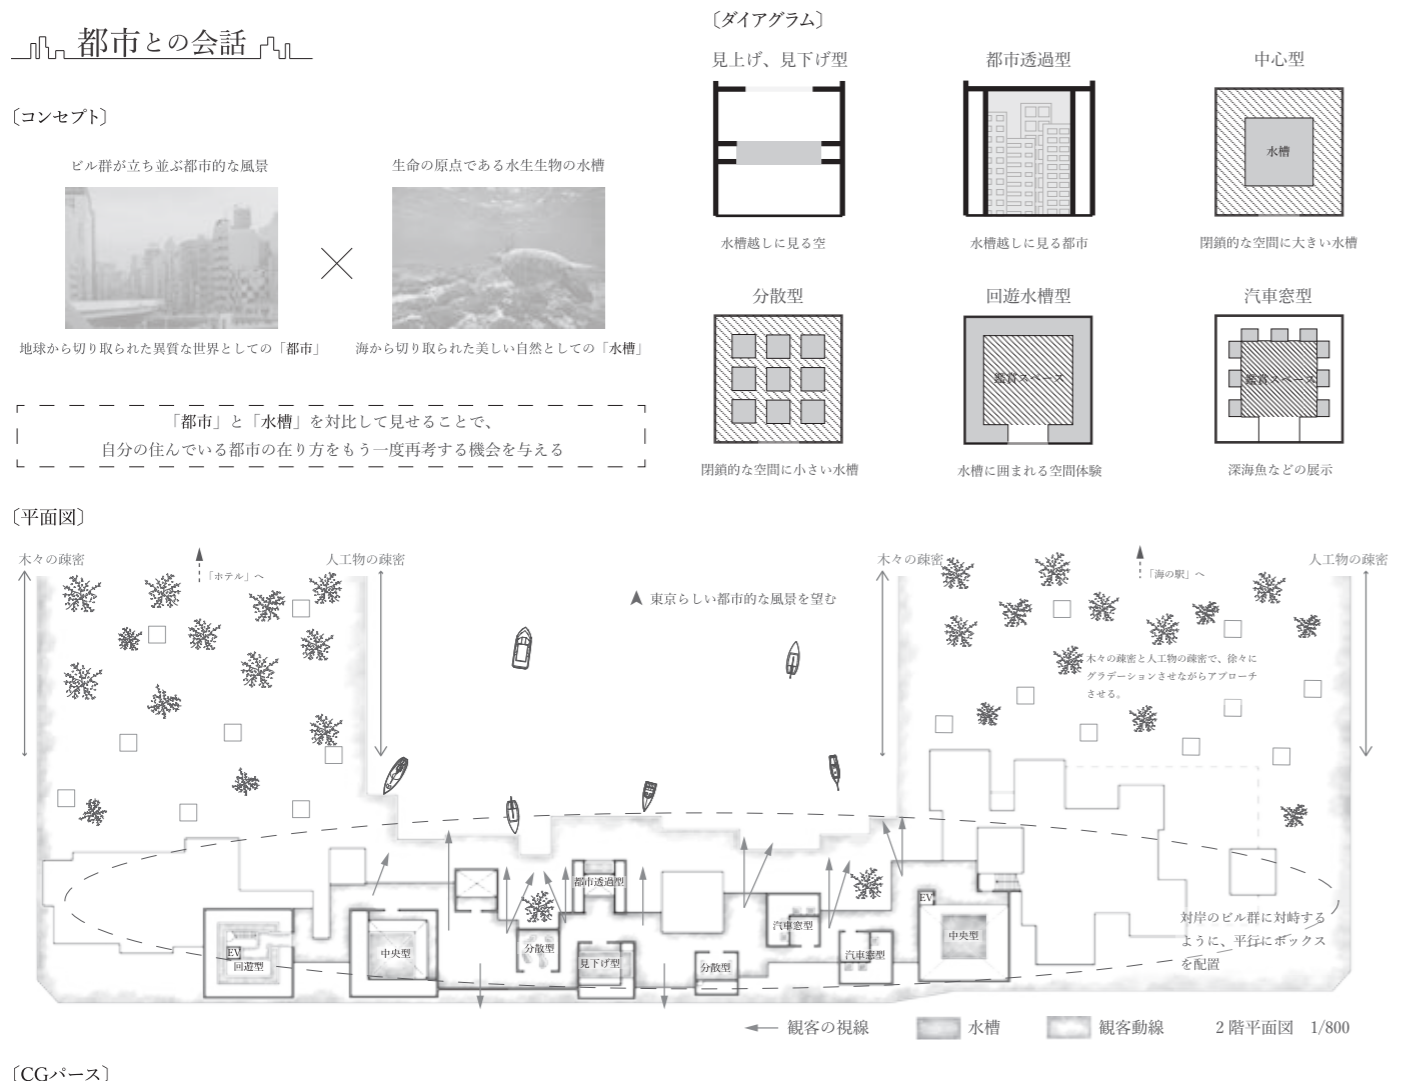 都市との会話
〔コンセプト〕
ビル群が立ち並ぶ都市的な風景
生命の原点である水生生物の水槽
地球から切り取られた異質な世界としての「都市」
海から切り取られた美しい自然としての「水槽」
「都市」と「水槽」を対比して見せることで、
自分の住んでいる都市の在り方をもう一度再考する機会を与える
〔ダイアグラム〕
見上げ、見下げ型
都市透過型
中心型
水槽
水槽越しに見る空
水槽越しに見る都市
閉鎖的な空間に大きい水槽
分散型
回遊水槽型
汽車窓型
鑑賞スペース
鑑賞スペース
閉鎖的な空間に小さい水槽
水槽に囲まれる空間体験
深海魚などの展示
〔平面図〕
木々の疎密
「ホテル」へ
人工物の疎密
東京らしい都市的な風景を望む
木々の疎密
「海の駅」へ
人工物の疎密
木々の疎密と人工物の疎密で、徐々に
グラデーションさせながらアプローチ
させる。
都市透過型
EV
回遊型
中央型
分散型
見下げ型
分散型
汽車窓型
汽車窓型
EV
中央型
対岸のビル群に対峙する
ように、平行にボックス
を配置
観客の視線
水槽
観客動線
2 階平面図 1/800
〔CGパース〕